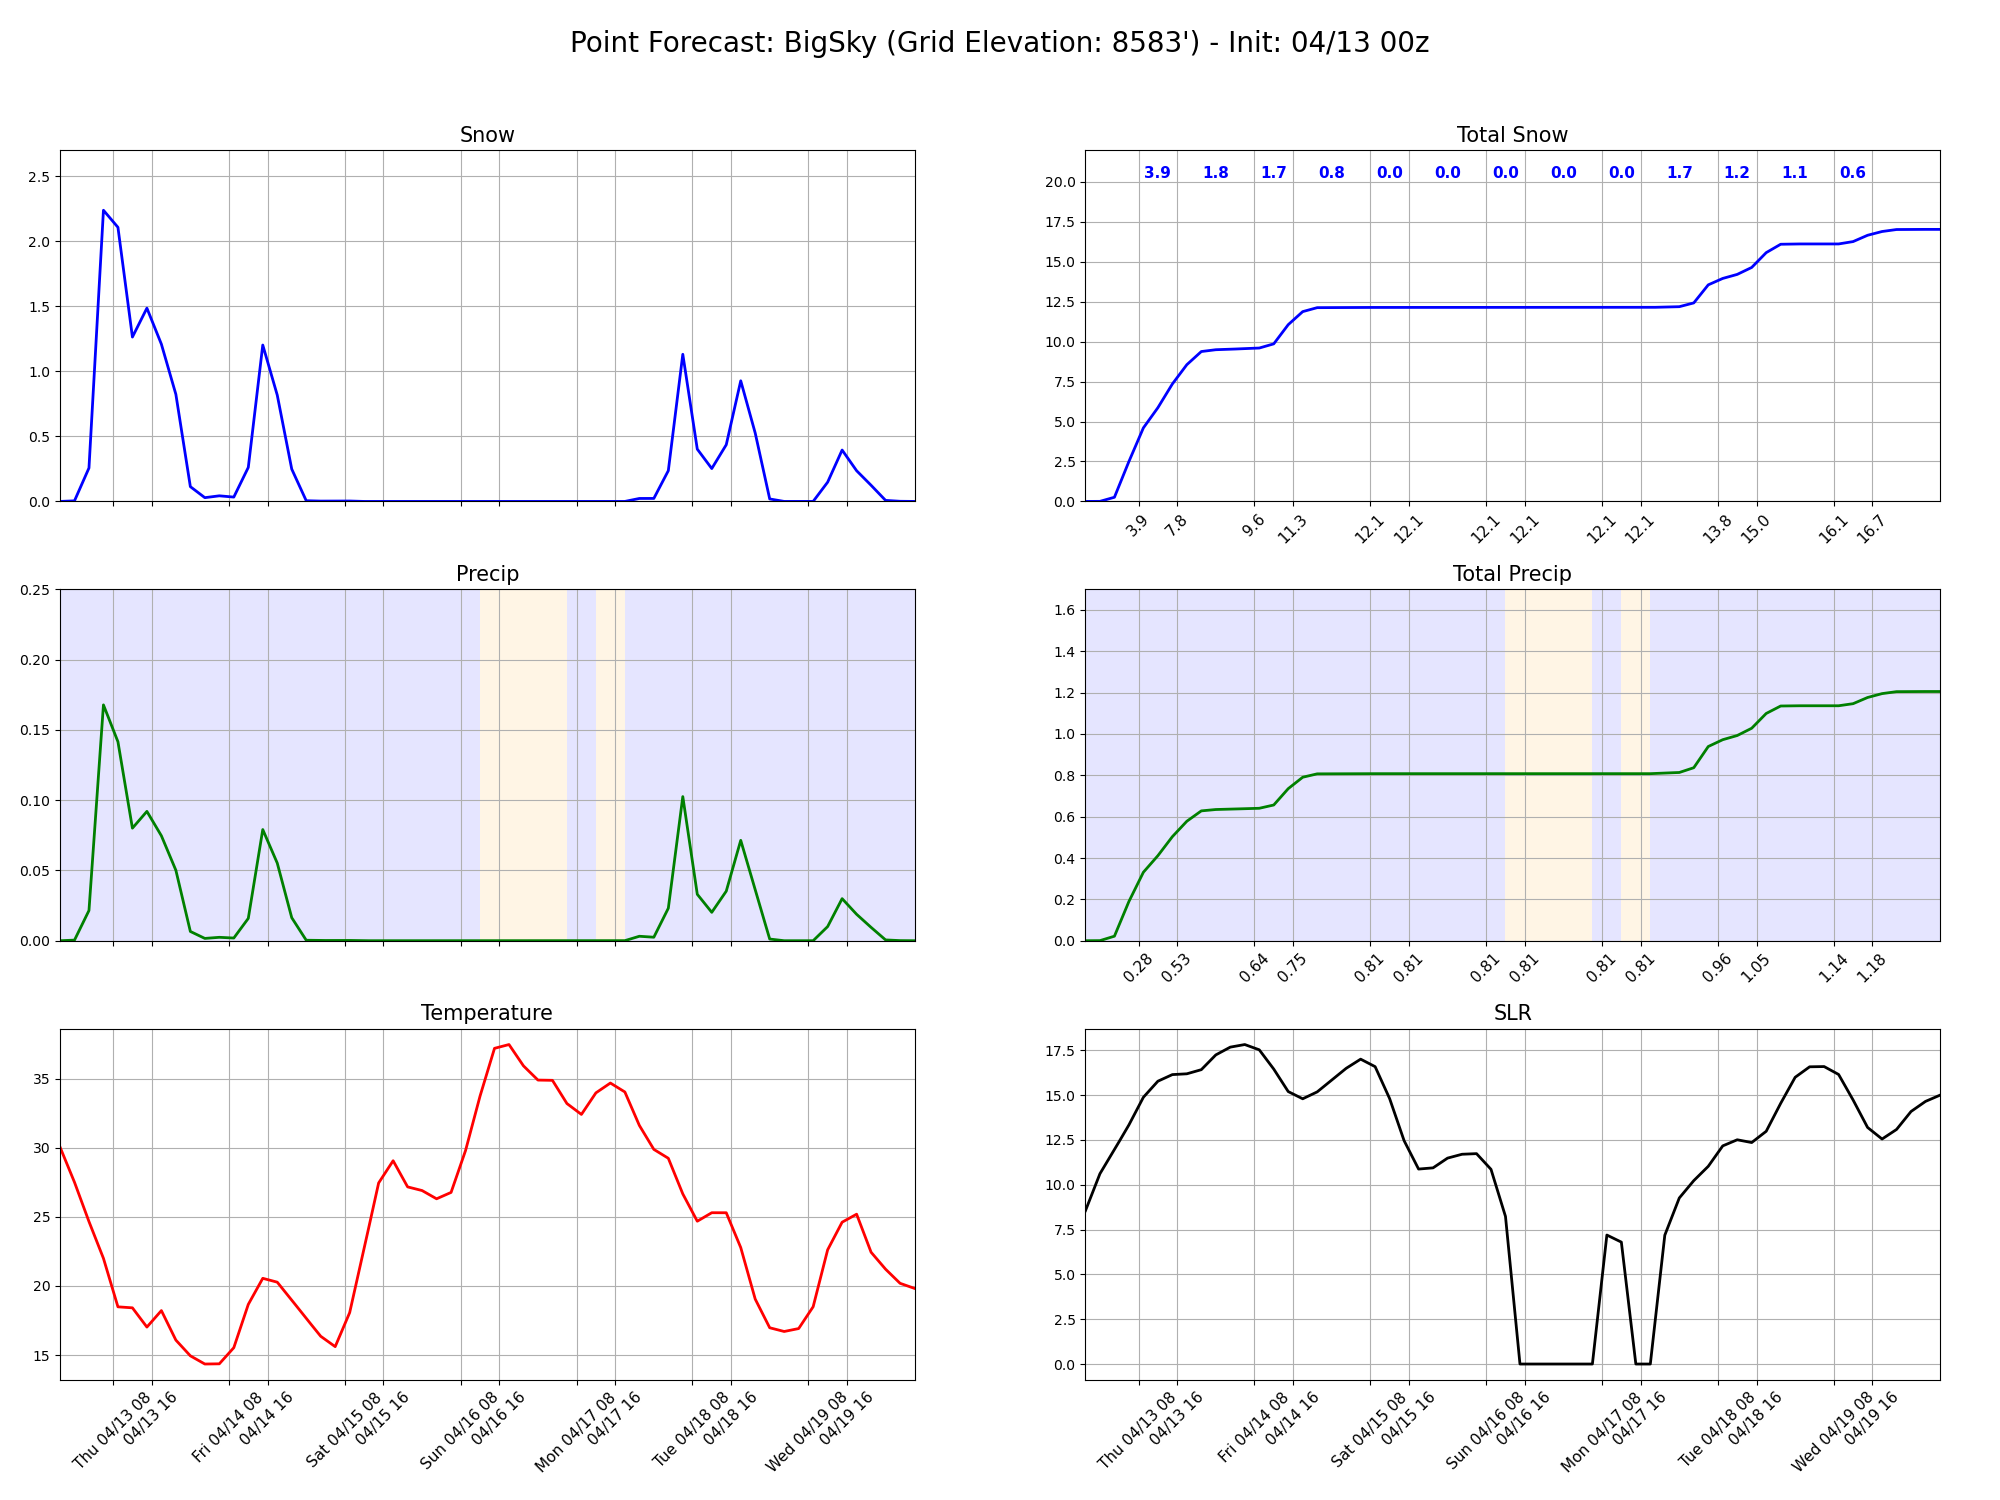 Point Forecast: BigSky (Grid Elevation: 8583') - Init: 04/13 00z
Snow
2.5
2.0
1.5
1.0
0.5
0.0
Total Snow
3.9 1.8 1.7 0.8 0.0 0.0 0.0 0.0 0.0 1.7 1.2 1.1 0.6
20.0
17.5
15.0
12.5
10.0
7.5
5.0
2.5
0.0
3.9 7.8 9.6 11.3 12.1 12.1 12.1 12.1 12.1 12.1 13.8 15.0 16.1 16.7
Precip
0.25
0.20
0.15
0.10
0.05
0.00
Total Precip
1.6
1.4
1.2
1.0
0.8
0.6
0.4
0.2
0.0
0.28 0.53 0.64 0.75 0.81 0.81 0.81 0.81 0.81 0.81 0.96 1.05 1.14 1.18
Temperature
35
30
25
20
15
Thu 04/13 08
04/13 16
Fri 04/14 08
04/14 16
Sat 04/15 08
04/15 16
Sun 04/16 08
04/16 16
Mon 04/17 08
04/17 16
Tue 04/18 08
04/18 16
Wed 04/19 08
04/19 16
SLR
17.5
15.0
12.5
10.0
7.5
5.0
2.5
0.0
Thu 04/13 08
04/13 16
Fri 04/14 08
04/14 16
Sat 04/15 08
04/15 16
Sun 04/16 08
04/16 16
Mon 04/17 08
04/17 16
Tue 04/18 08
04/18 16
Wed 04/19 08
04/19 16